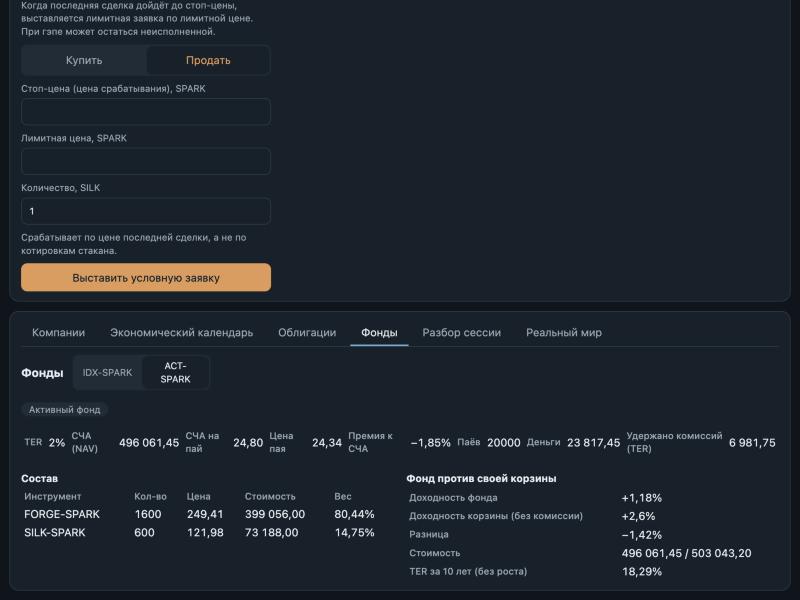 Когда последняя сделка дойдёт до стоп-цены,
выставляется лимитная заявка по лимитной цене.
При гэпе может остаться неисполненной.
Купить Продать
Стоп-цена (цена срабатывания), SPARK
Лимитная цена, SPARK
Количество, SILK
1
Срабатывает по цене последней сделки, а не по
котировкам стакана.
Выставить условную заявку
Компании Экономический календарь Облигации Фонды Разбор сессии Реальный мир
Фонды IDX-SPARK ACT-
SPARK
Активный фонд
TER 2% СЧА (NAV) 496 061,45 СЧА на пай 24,80 Цена пая 24,34 Премия к СЧА −1,85% Паёв 20000 Деньги 23 817,45 Удержано комиссий (TER) 6 981,75
Состав
Инструмент Кол-во Цена Стоимость Вес
FORGE-SPARK 1600 249,41 399 056,00 80,44%
SILK-SPARK 600 121,98 73 188,00 14,75%
Фонд против своей корзины
Доходность фонда +1,18%
Доходность корзины (без комиссии) +2,6%
Разница −1,42%
Стоимость 496 061,45 / 503 043,20
TER за 10 лет (без роста) 18,29%